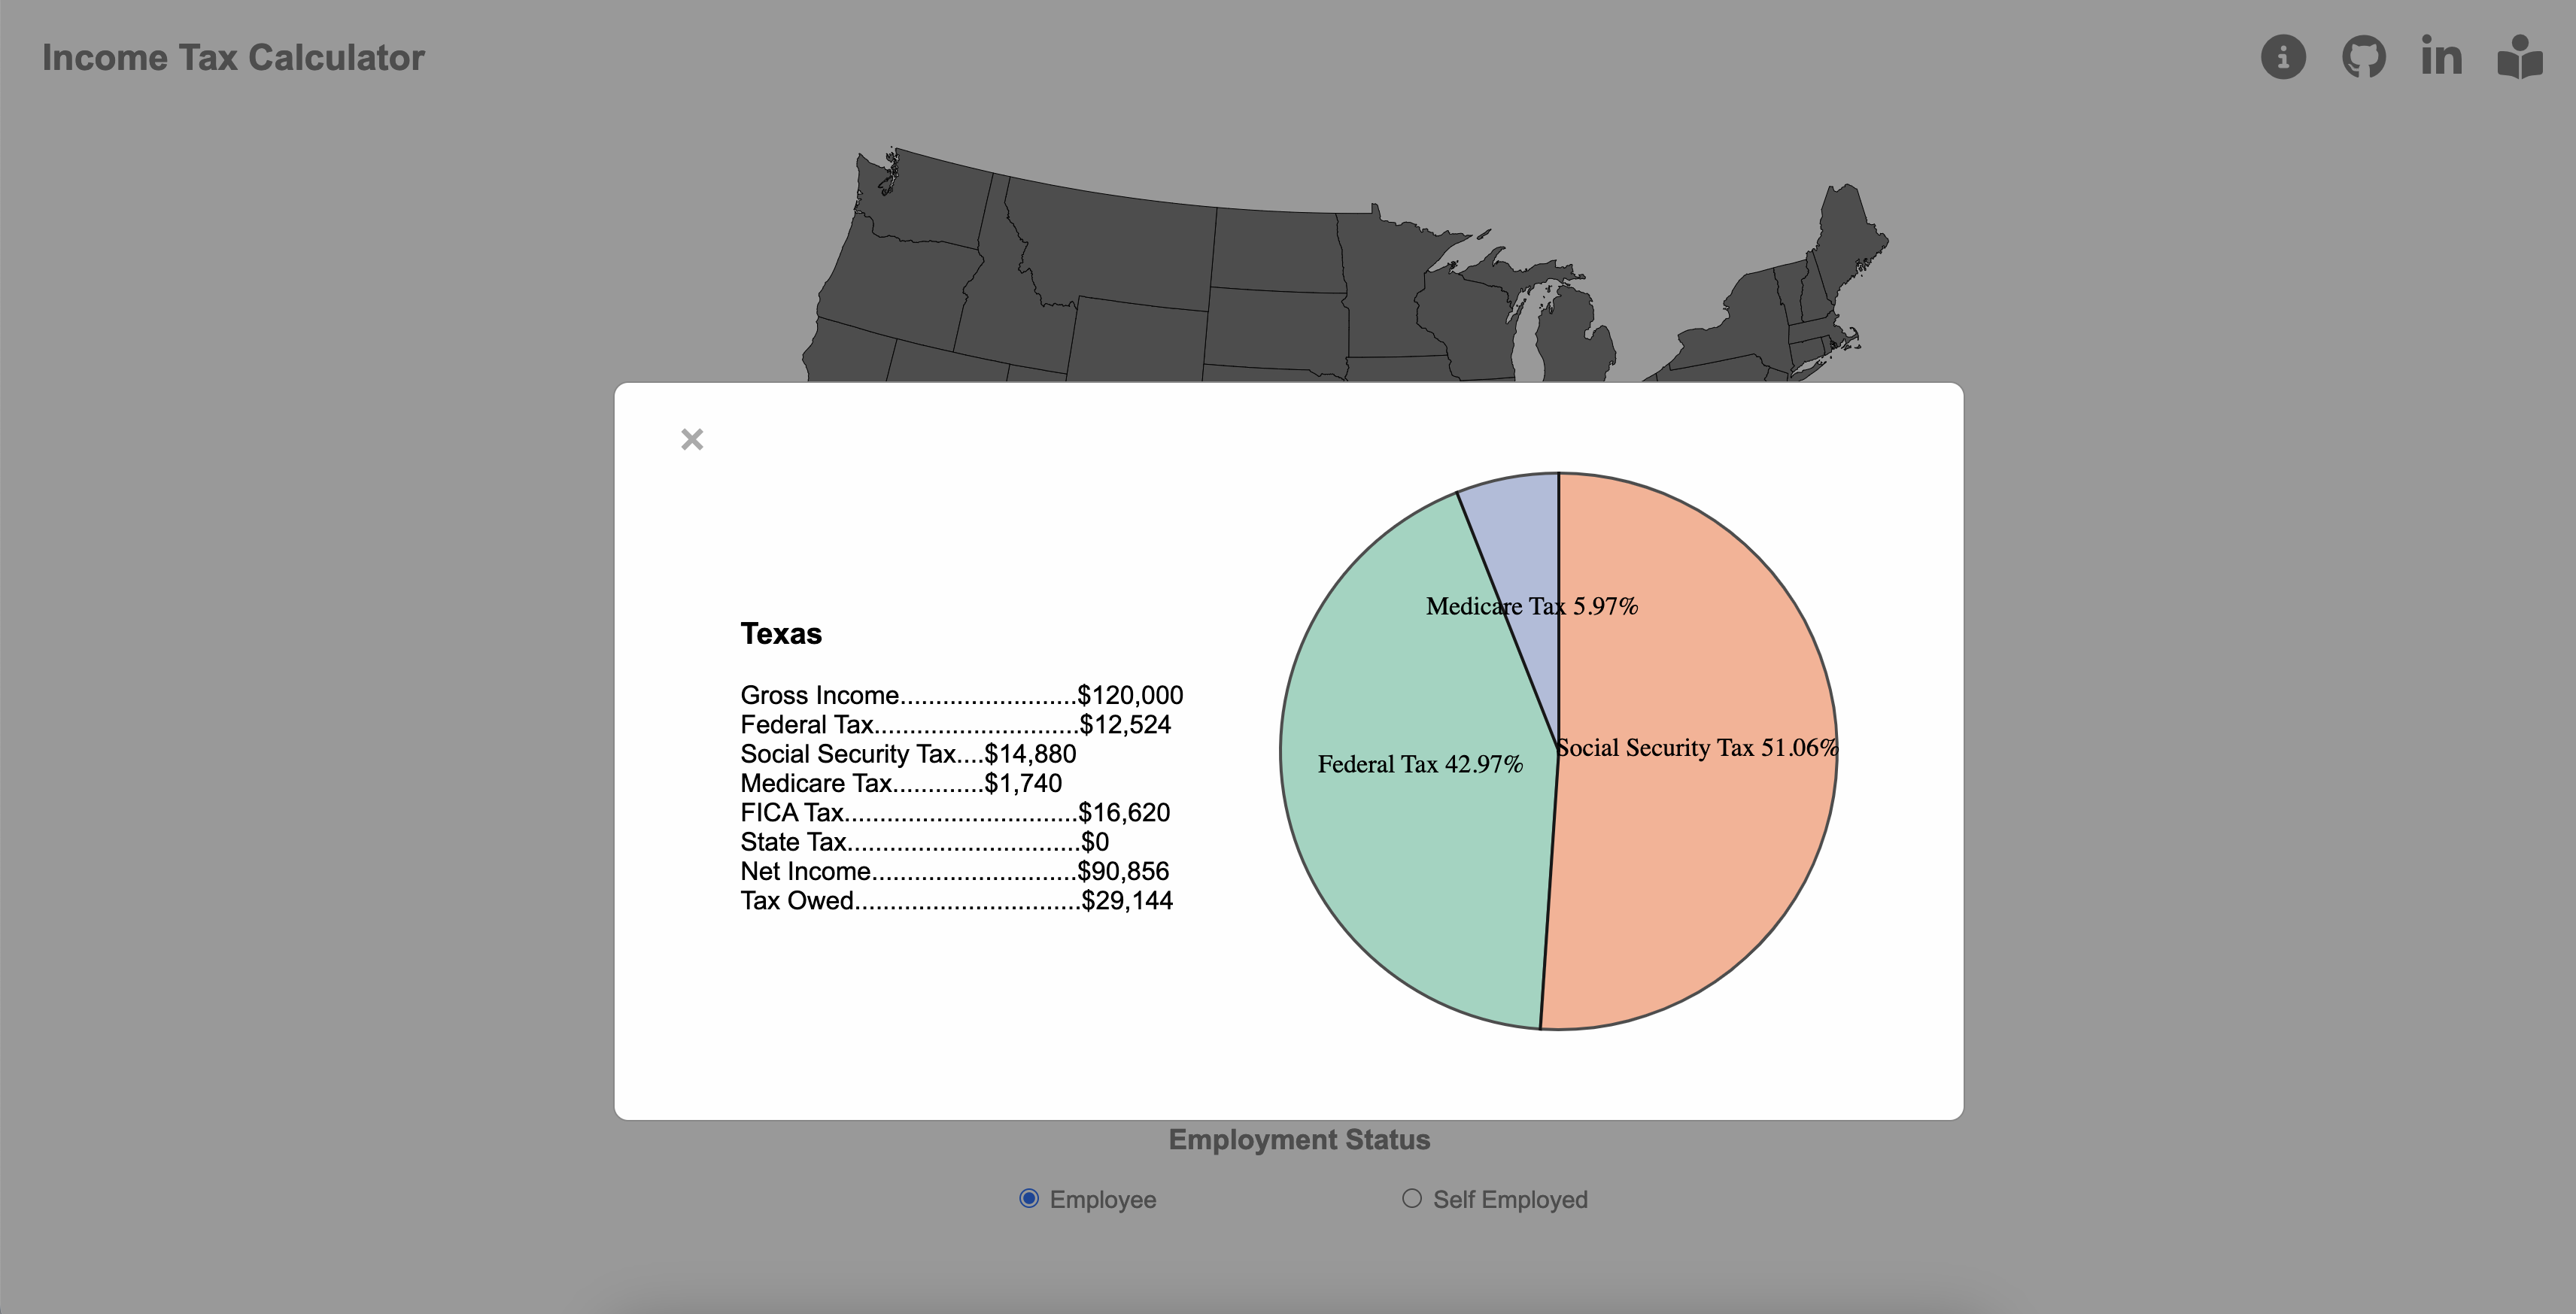 Income Tax Calculator
in
×
Texas
Gross Income.........................$120,000
Federal Tax.............................$12,524
Social Security Tax....$14,880
Medicare Tax.............$1,740
FICA Tax.................................$16,620
State Tax.................................$0
Net Income.............................$90,856
Tax Owed................................$29,144
Medicare Tax 5.97%
Federal Tax 42.97%
Social Security Tax 51.06%
Employment Status
Employee
Self Employed